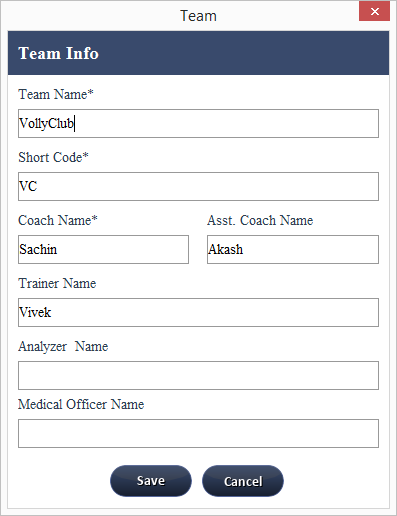 Team
Team Info
Team Name*
VollyClub
Short Code*
VC
Coach Name* Asst. Coach Name
Sachin Akash
Trainer Name
Vivek
Analyzer  Name
Medical Officer Name
Save Cancel